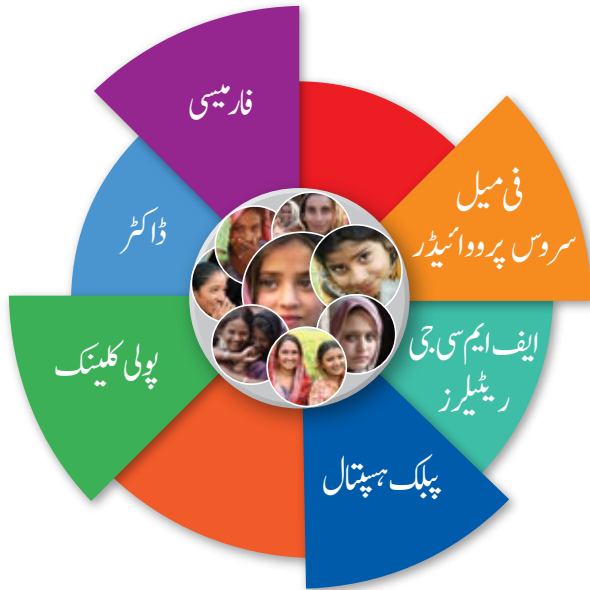 فارمیسی
فی میل
سروس پرووائیڈر
ڈاکٹر
ایف ایم سی جی
ریٹیلرز
پولی کلینک
پبلک ہسپتال